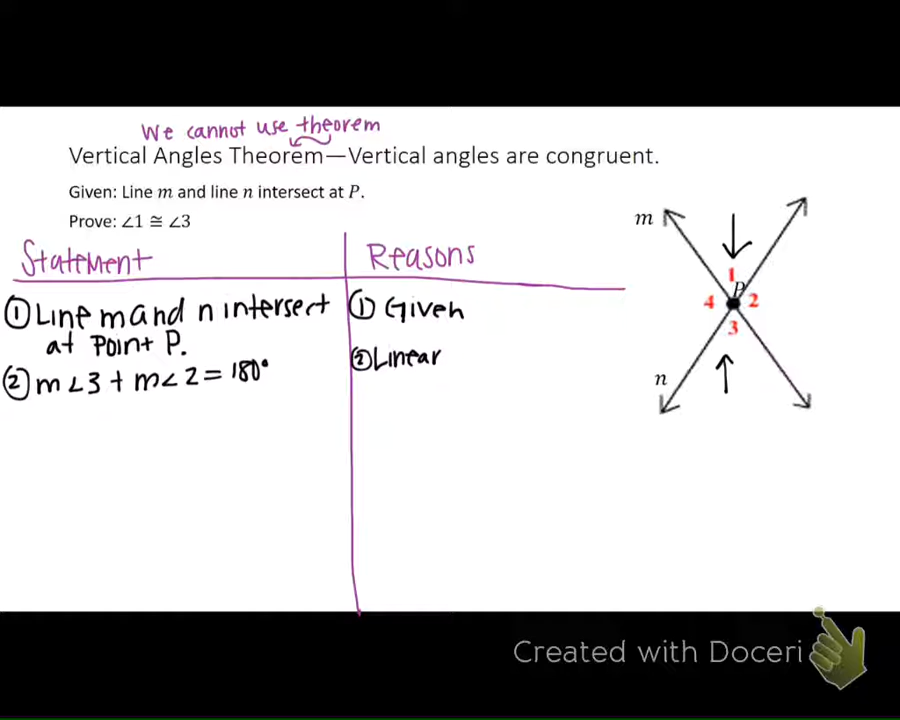 We cannot use theorem
Vertical Angles Theorem—Vertical angles are congruent.
Given: Line m and line n intersect at P.
Prove: ∠1 ≅ ∠3
Statement
Reasons
① Line m and n intersect
at point P.
① Given
② m∠3 + m∠2 = 180°
② Linear
m
1
P
4
2
3
n
Created with Doceri